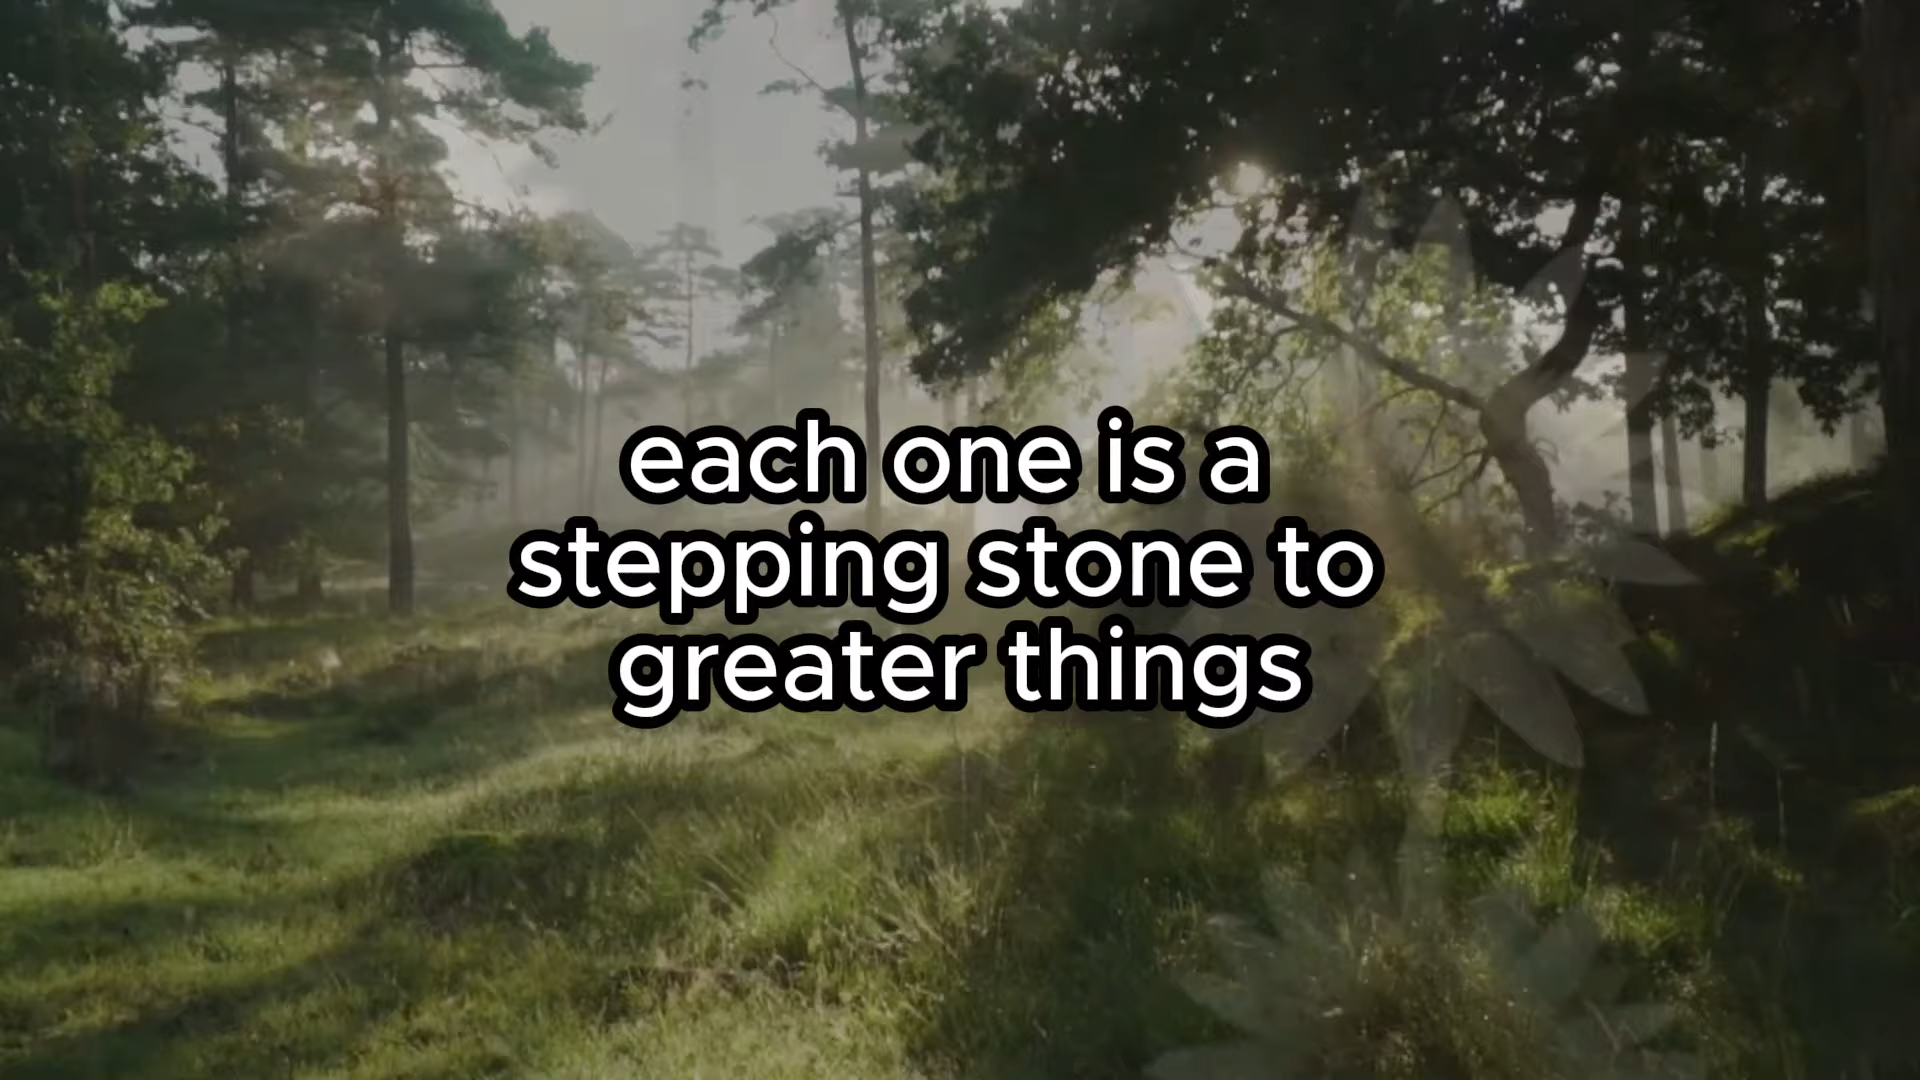 each one is a
stepping stone to
greater things